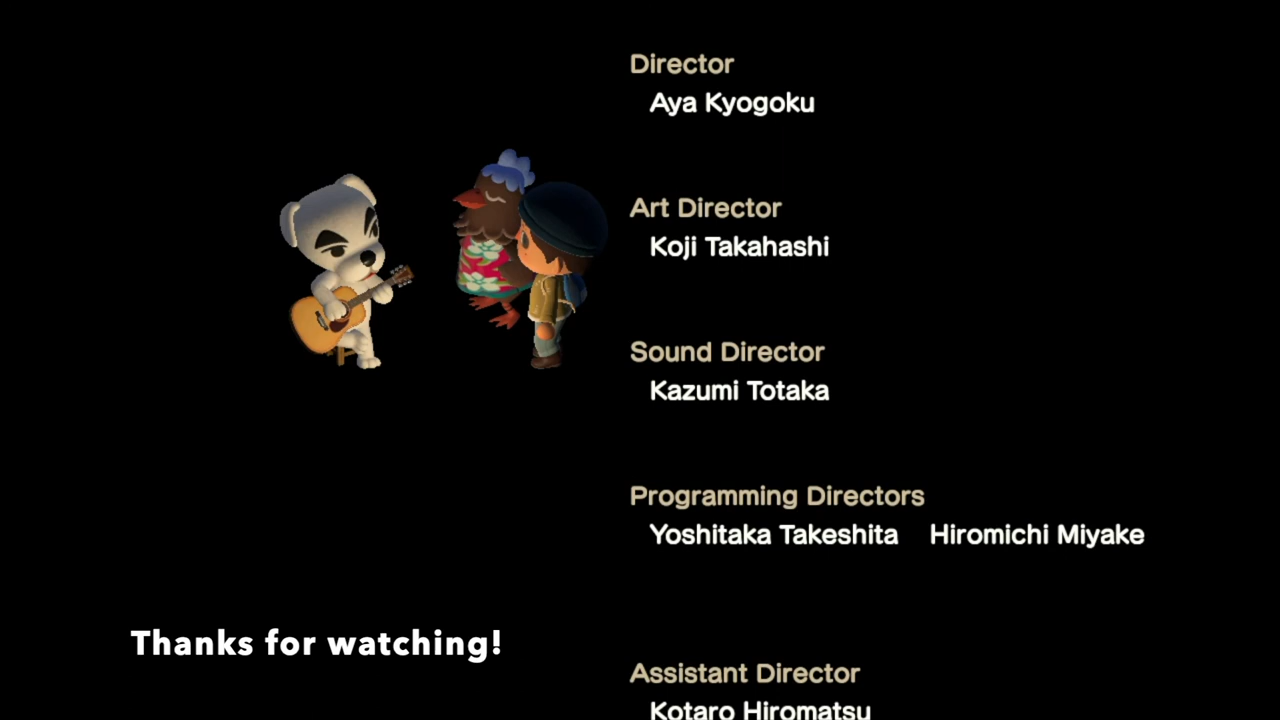 Director
Aya Kyogoku
Art Director
Koji Takahashi
Sound Director
Kazumi Totaka
Programming Directors
Yoshitaka Takeshita Hiromichi Miyake
Thanks for watching!
Assistant Director
Kotaro Hiromatsu